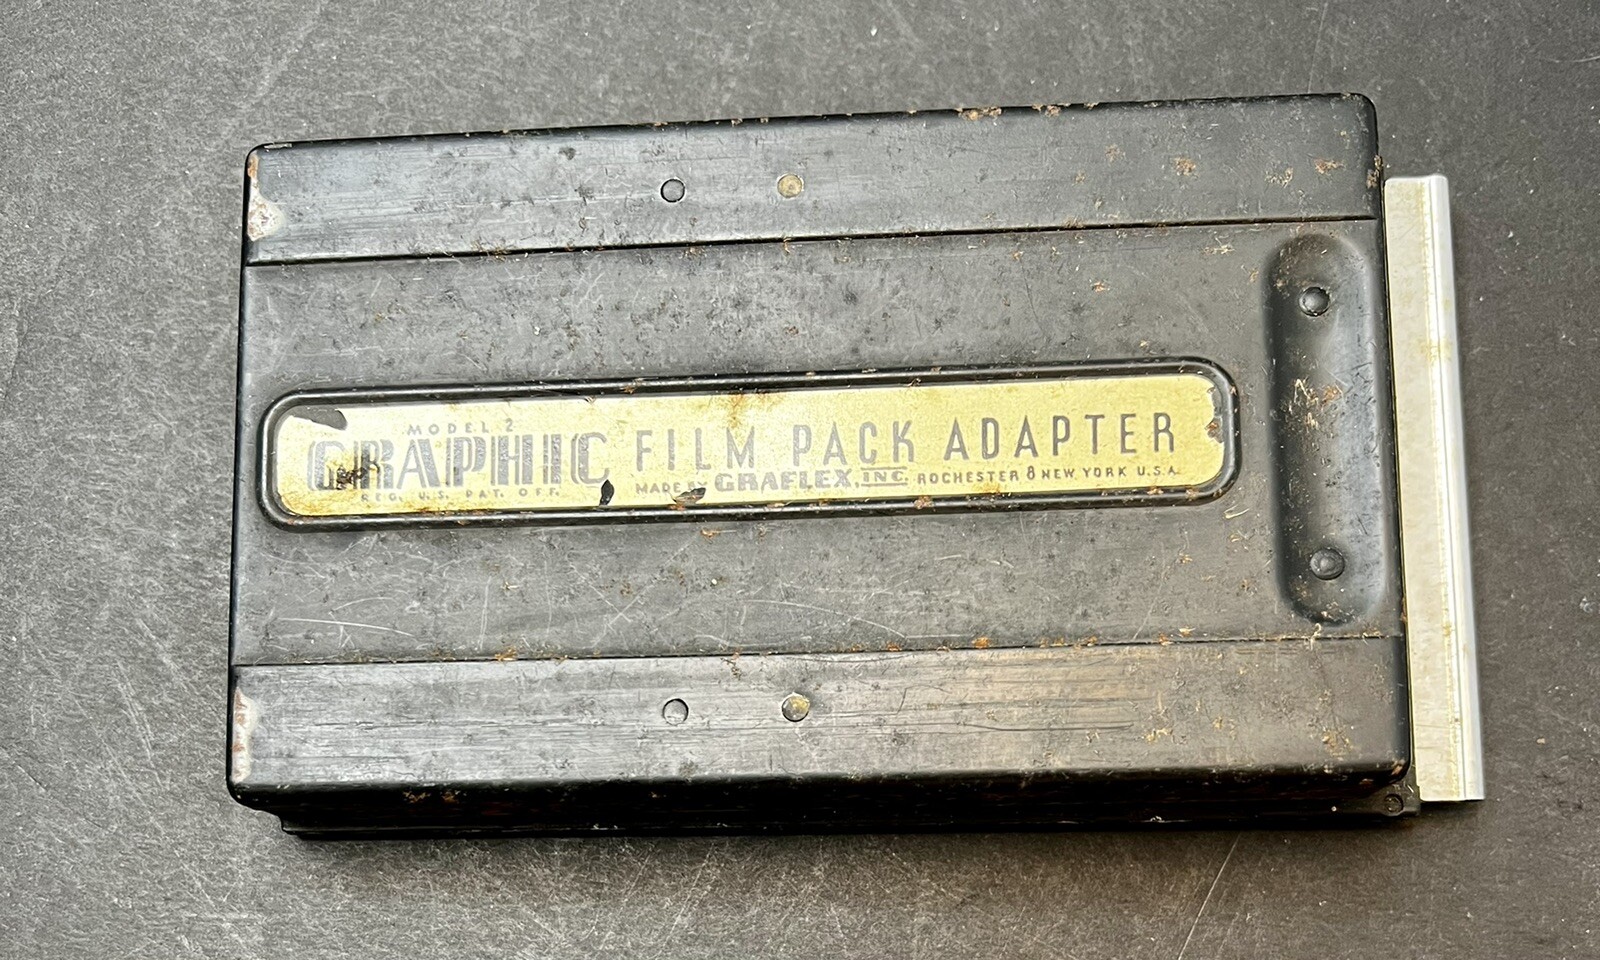 MODEL 2
GRAPHIC FILM PACK ADAPTER
REG. U.S. PAT. OFF. MADE BY GRAFLEX, INC. ROCHESTER 8 NEW YORK U.S.A.